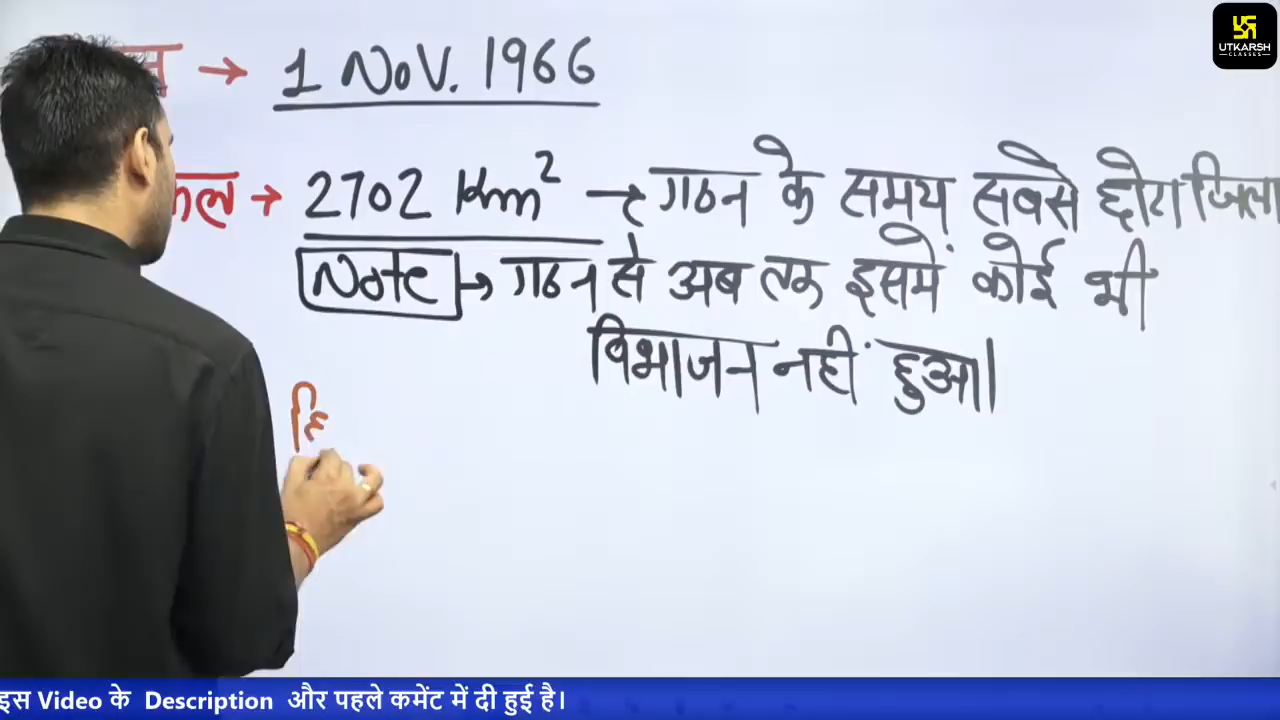 → 1 Nov. 1966
UTKARSH
CLASSES
→ 2702 Km² → गठन के समय सबसे छोटा जिला
Note → गठन से अब तक इसमें कोई भी
विभाजन नहीं हुआ।
इस Video के Description और पहले कमेंट में दी हुई है।